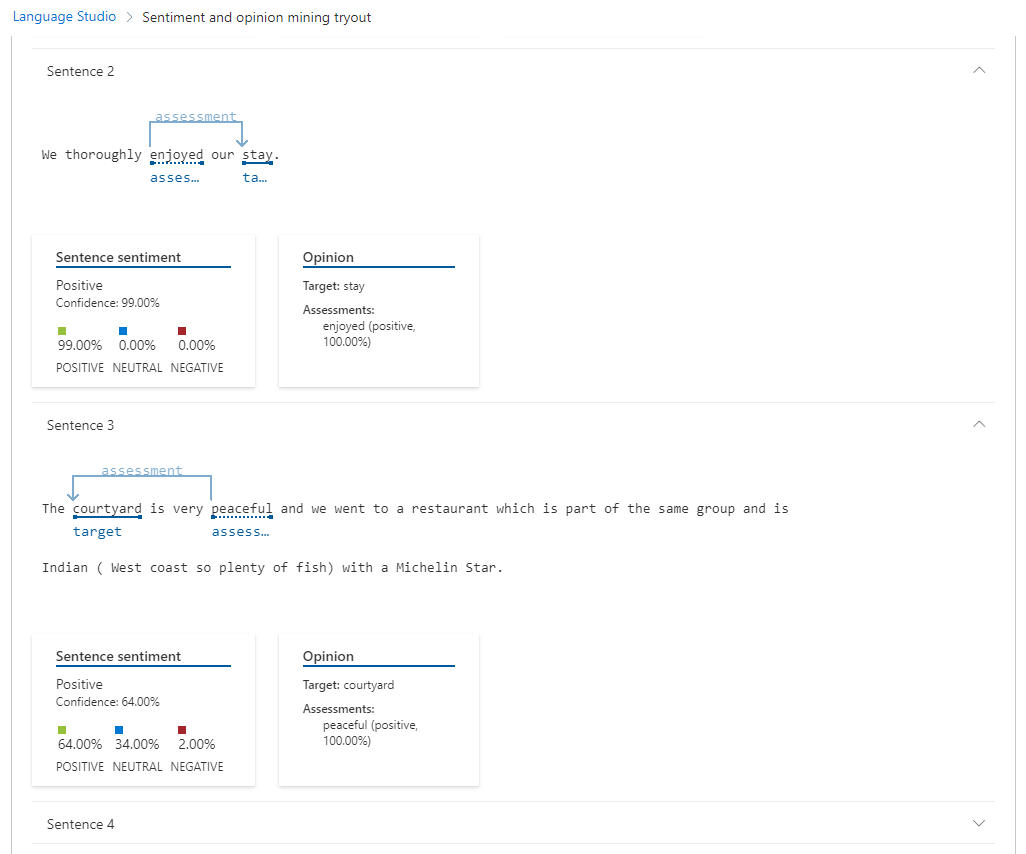 Language Studio > Sentiment and opinion mining tryout
Sentence 2
assessment
We thoroughly enjoyed our stay.
asses… ta…
Sentence sentiment
Positive
Confidence: 99.00%
99.00% 0.00% 0.00%
POSITIVE NEUTRAL NEGATIVE
Opinion
Target: stay
Assessments:
enjoyed (positive,
100.00%)
Sentence 3
assessment
The courtyard is very peaceful and we went to a restaurant which is part of the same group and is
target assess…
Indian ( West coast so plenty of fish) with a Michelin Star.
Sentence sentiment
Positive
Confidence: 64.00%
64.00% 34.00% 2.00%
POSITIVE NEUTRAL NEGATIVE
Opinion
Target: courtyard
Assessments:
peaceful (positive,
100.00%)
Sentence 4